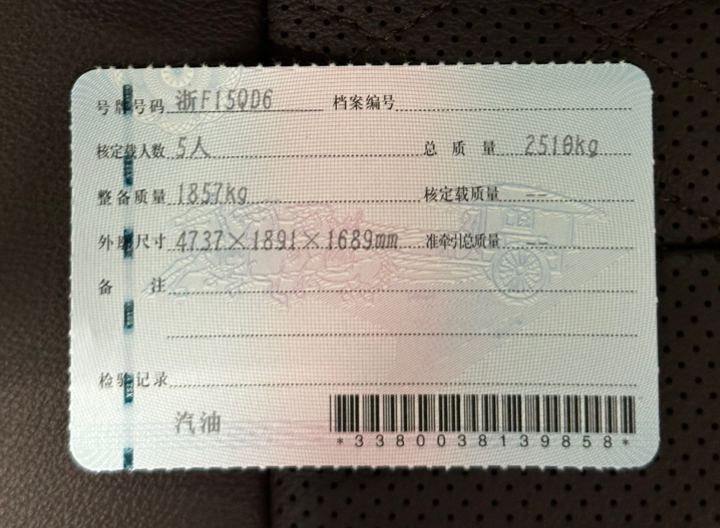 号牌号码 浙F15QD6 档案编号
核定载人数 5人 总质量 2510kg
整备质量 1857kg 核定载质量 --
外廓尺寸 4737×1891×1689mm 准牵引总质量 --
备注
检验记录
汽油
*3380038139858*